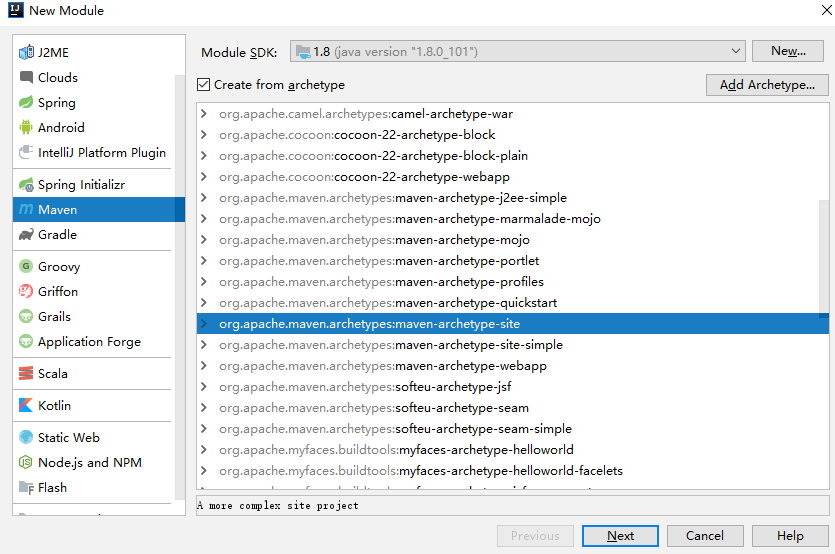 New Module
J2ME
Clouds
Spring
Android
IntelliJ Platform Plugin
Spring Initializr
Maven
Gradle
Groovy
Griffon
Grails
Application Forge
Scala
Kotlin
Static Web
Node.js and NPM
Flash
Module SDK:
1.8 (java version "1.8.0_101")
New...
Create from archetype
Add Archetype...
org.apache.camel.archetypes:camel-archetype-war
org.apache.cocoon:cocoon-22-archetype-block
org.apache.cocoon:cocoon-22-archetype-block-plain
org.apache.cocoon:cocoon-22-archetype-webapp
org.apache.maven.archetypes:maven-archetype-j2ee-simple
org.apache.maven.archetypes:maven-archetype-marmalade-mojo
org.apache.maven.archetypes:maven-archetype-mojo
org.apache.maven.archetypes:maven-archetype-portlet
org.apache.maven.archetypes:maven-archetype-profiles
org.apache.maven.archetypes:maven-archetype-quickstart
org.apache.maven.archetypes:maven-archetype-site
org.apache.maven.archetypes:maven-archetype-site-simple
org.apache.maven.archetypes:maven-archetype-webapp
org.apache.maven.archetypes:softeu-archetype-jsf
org.apache.maven.archetypes:softeu-archetype-seam
org.apache.maven.archetypes:softeu-archetype-seam-simple
org.apache.myfaces.buildtools:myfaces-archetype-helloworld
org.apache.myfaces.buildtools:myfaces-archetype-helloworld-facelets
A more complex site project
Previous
Next
Cancel
Help